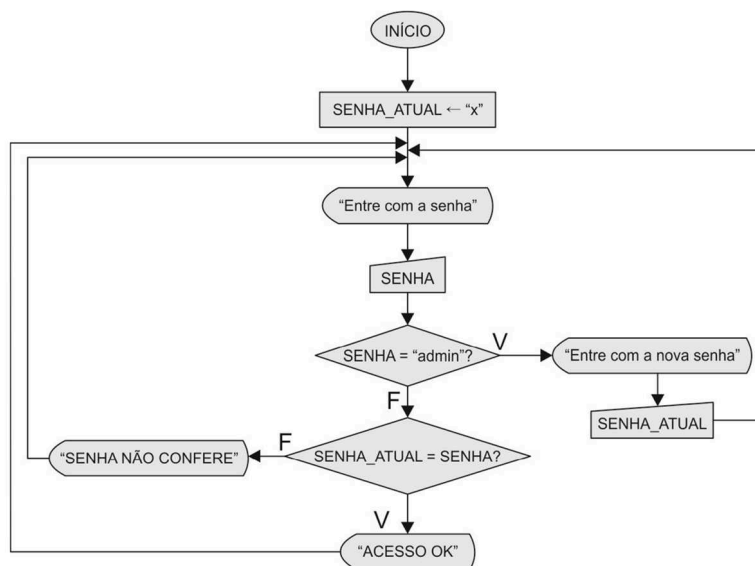 INÍCIO
SENHA_ATUAL ← “x”
“Entre com a senha”
SENHA
SENHA = “admin”?
V
“Entre com a nova senha”
SENHA_ATUAL
F
SENHA_ATUAL = SENHA?
F
“SENHA NÃO CONFERE”
V
“ACESSO OK”